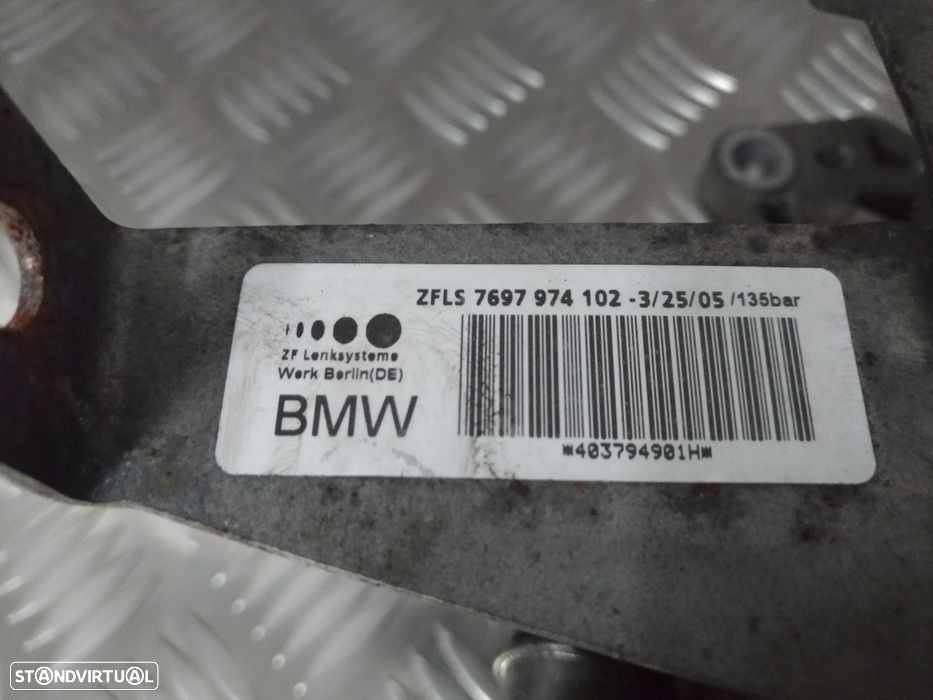 ZFLS 7697 974 102 -3/25/05 /135bar
ZF Lenksysteme
Werk Berlin(DE)
BMW
*403794901H*
STANDVIRTUAL